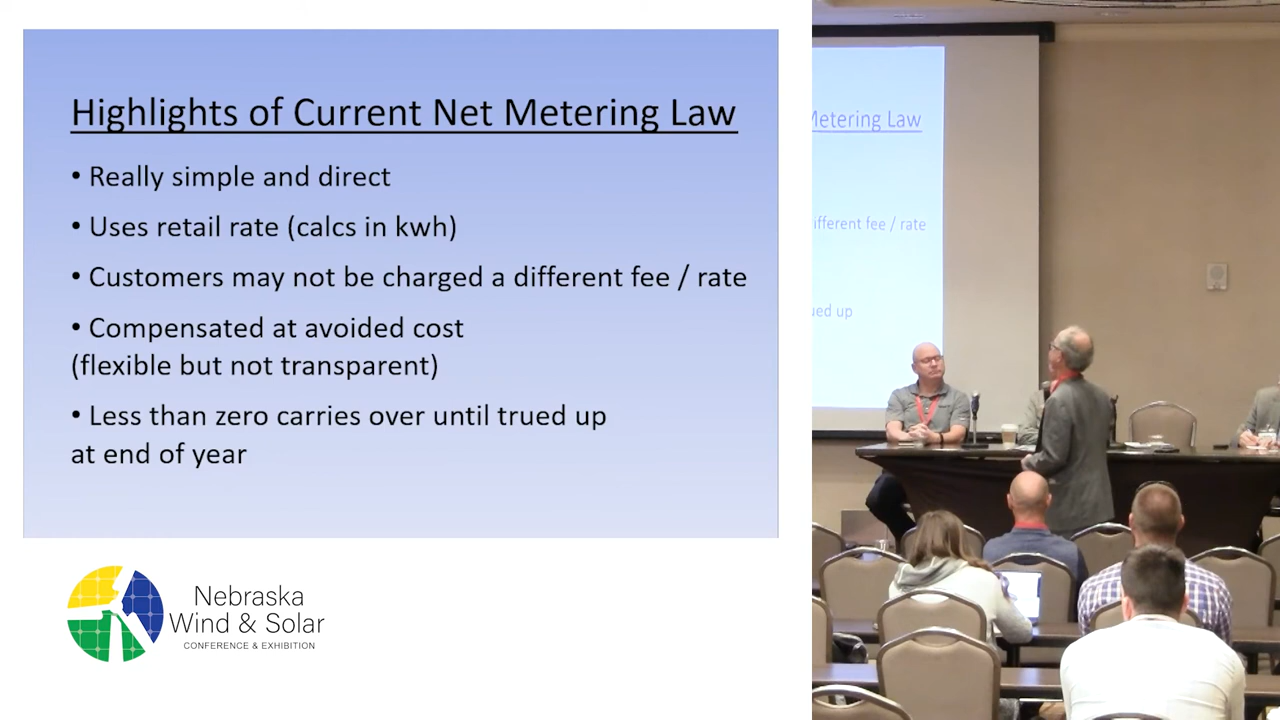 Highlights of Current Net Metering Law
• Really simple and direct
• Uses retail rate (calcs in kwh)
• Customers may not be charged a different fee / rate
• Compensated at avoided cost
(flexible but not transparent)
• Less than zero carries over until trued up
at end of year
Nebraska
Wind & Solar
CONFERENCE & EXHIBITION
Metering Law
ifferent fee / rate
ued up